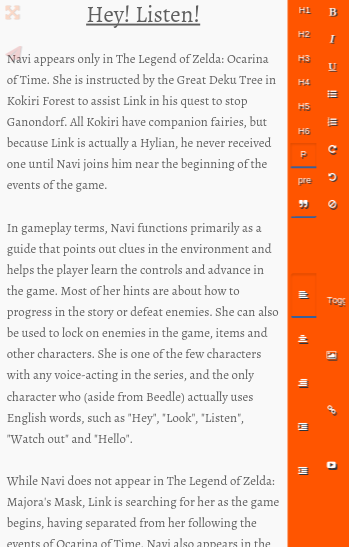 Hey! Listen!
Navi appears only in The Legend of Zelda: Ocarina
of Time. She is instructed by the Great Deku Tree in
Kokiri Forest to assist Link in his quest to stop
Ganondorf. All Kokiri have companion fairies, but
because Link is actually a Hylian, he never received
one until Navi joins him near the beginning of the
events of the game.
In gameplay terms, Navi functions primarily as a
guide that points out clues in the environment and
helps the player learn the controls and advance in
the game. Most of her hints are about how to
progress in the story or defeat enemies. She can also
be used to lock on enemies in the game, items and
other characters. She is one of the few characters
with any voice-acting in the series, and the only
character who (aside from Beedle) actually uses
English words, such as "Hey", "Look", "Listen",
"Watch out" and "Hello".
While Navi does not appear in The Legend of Zelda:
Majora's Mask, Link is searching for her as the game
begins, having separated from her following the
events of Ocarina of Time. Navi also appears in the
H1
H2
H3
H4
H5
H6
P
pre
B
I
U
Togg